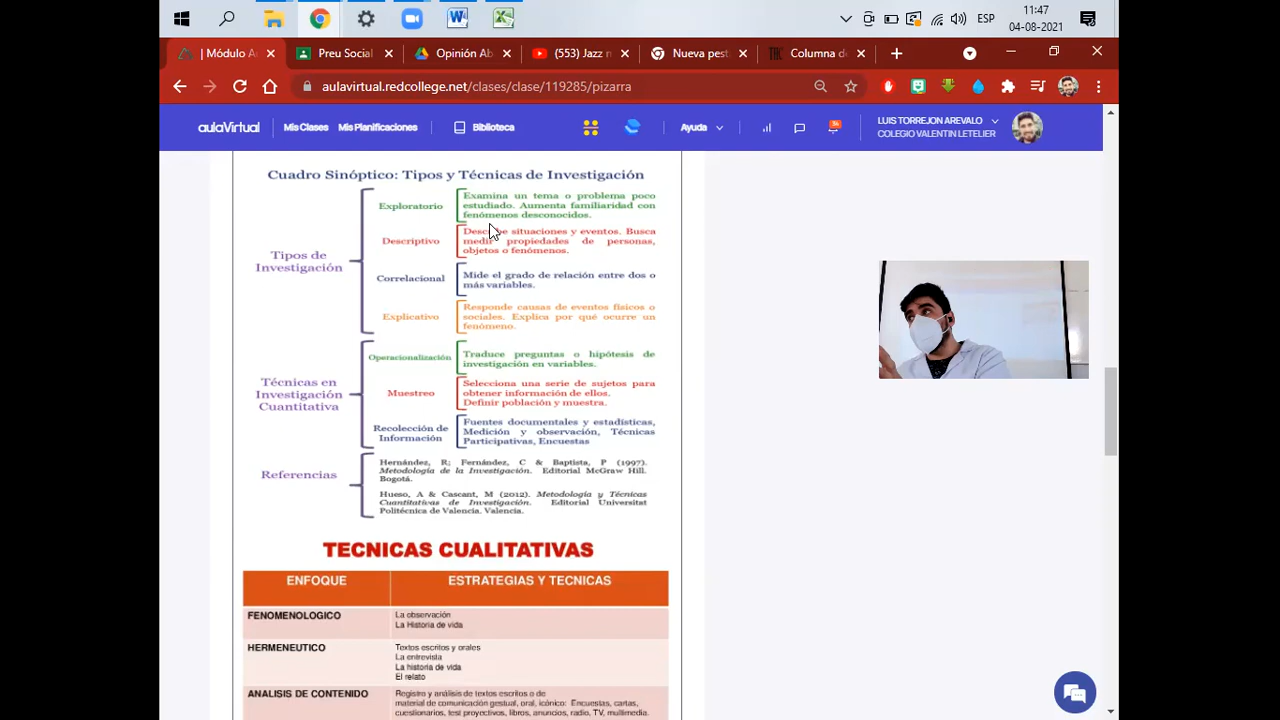 11:47
ESP
04-08-2021
| Módulo A
Preu Social
Opinión Ab
(553) Jazz n
Nueva pest
Columna de
aulavirtual.redcollege.net/clases/clase/119285/pizarra
aulaVirtual
Mis Clases
Mis Planificaciones
Biblioteca
Ayuda
LUIS TORREJON AREVALO
COLEGIO VALENTIN LETELIER
Cuadro Sinóptico: Tipos y Técnicas de Investigación
Tipos de
Investigación
Exploratorio
Examina un tema o problema poco
estudiado. Aumenta familiaridad con
fenómenos desconocidos.
Descriptivo
Describe situaciones y eventos. Busca
medir propiedades de personas,
objetos o fenómenos.
Correlacional
Mide el grado de relación entre dos o
más variables.
Explicativo
Responde causas de eventos físicos o
sociales. Explica por qué ocurre un
fenómeno.
Técnicas en
Investigación
Cuantitativa
Operacionalización
Traduce preguntas o hipótesis de
investigación en variables.
Muestreo
Selecciona una serie de sujetos para
obtener información de ellos.
Definir población y muestra.
Recolección de
Información
Fuentes documentales y estadísticas,
Medición y observación, Técnicas
Participativas, Encuestas
Referencias
Hernández, R; Fernández, C & Baptista, P (1997).
Metodología de la Investigación. Editorial McGraw Hill.
Bogotá.
Hueso, A & Cascant, M (2012). Metodología y Técnicas
Cuantitativas de Investigación. Editorial Universitat
Politécnica de Valencia. Valencia.
TECNICAS CUALITATIVAS
ENFOQUE
ESTRATEGIAS Y TECNICAS
FENOMENOLOGICO
La observación
La Historia de vida
HERMENEUTICO
Textos escritos y orales
La entrevista
La historia de vida
El relato
ANALISIS DE CONTENIDO
Registro y análisis de textos escritos o de
material de comunicación gestual, oral, icónico: Encuestas, cartas,
cuestionarios, test proyectivos, libros, anuncios, radio, TV, multimedia.